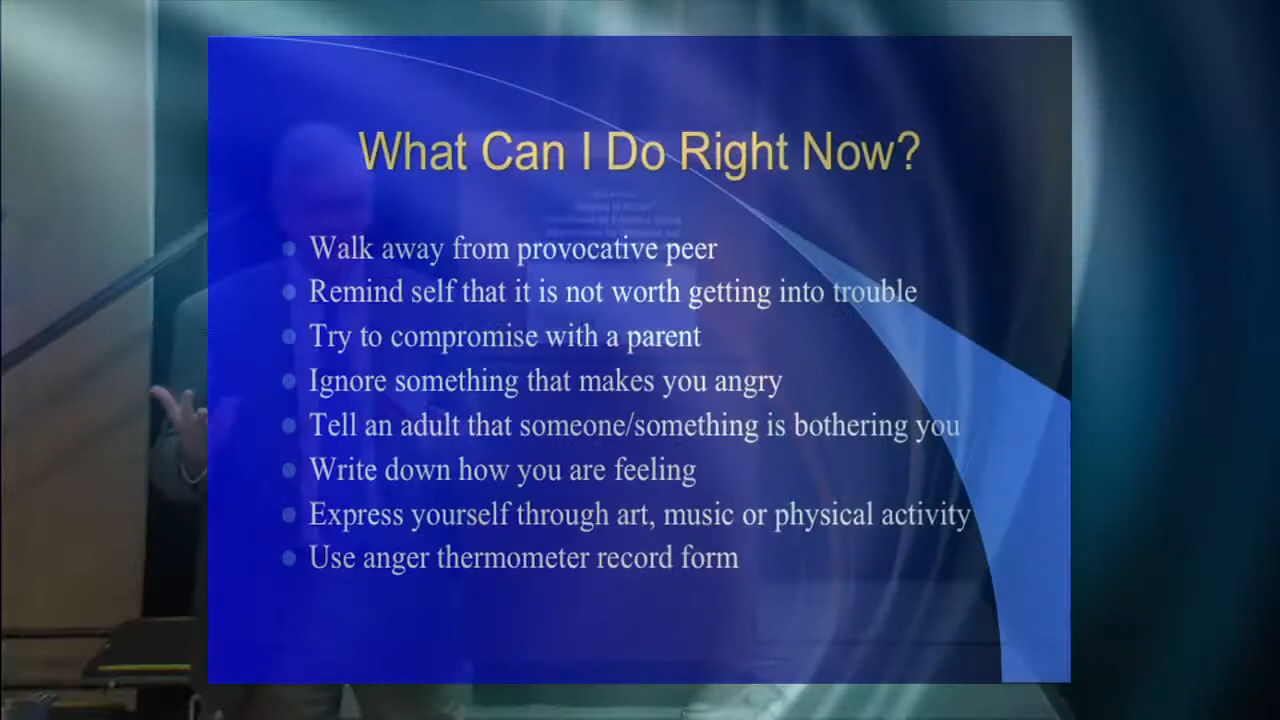 What Can I Do Right Now?
Walk away from provocative peer
Remind self that it is not worth getting into trouble
Try to compromise with a parent
Ignore something that makes you angry
Tell an adult that someone/something is bothering you
Write down how you are feeling
Express yourself through art, music or physical activity
Use anger thermometer record form